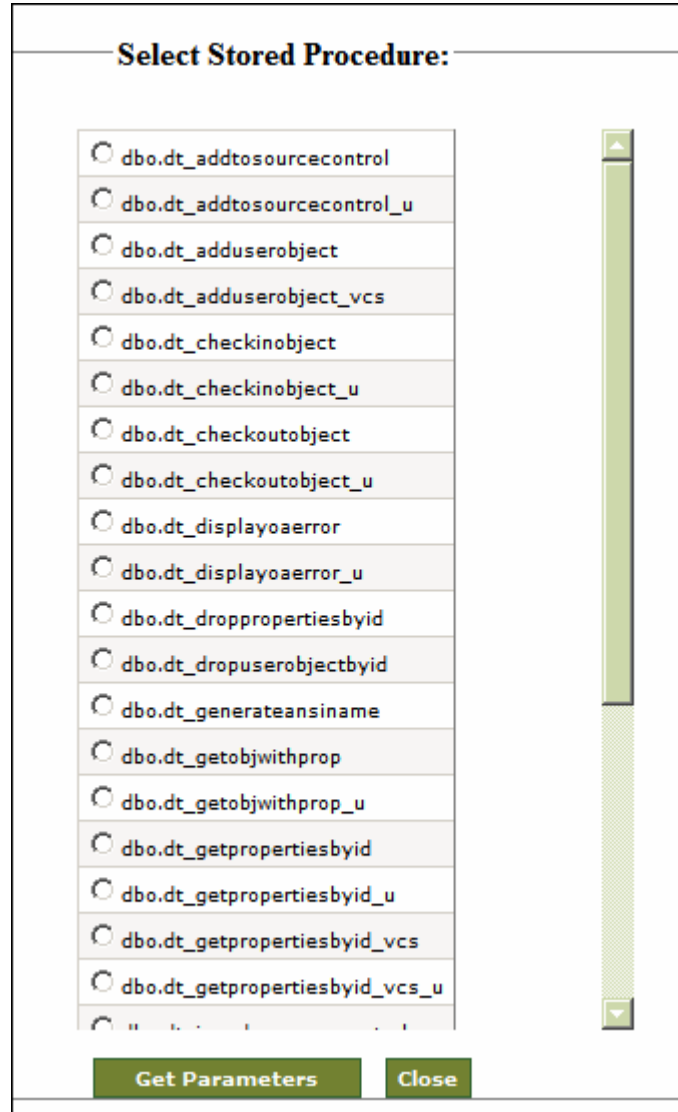 Select Stored Procedure:
dbo.dt_addtosourcecontrol
dbo.dt_addtosourcecontrol_u
dbo.dt_adduserobject
dbo.dt_adduserobject_vcs
dbo.dt_checkinobject
dbo.dt_checkinobject_u
dbo.dt_checkoutobject
dbo.dt_checkoutobject_u
dbo.dt_displayoaerror
dbo.dt_displayoaerror_u
dbo.dt_droppropertiesbyid
dbo.dt_dropuserobjectbyid
dbo.dt_generateansiname
dbo.dt_getobjwithprop
dbo.dt_getobjwithprop_u
dbo.dt_getpropertiesbyid
dbo.dt_getpropertiesbyid_u
dbo.dt_getpropertiesbyid_vcs
dbo.dt_getpropertiesbyid_vcs_u
Get Parameters Close